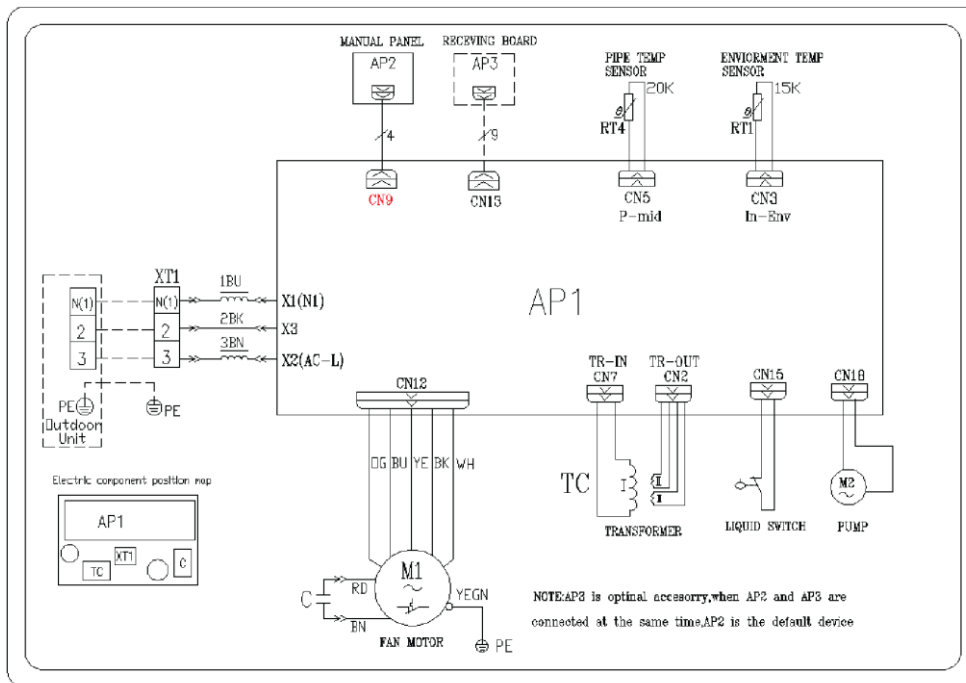 MANUAL PANEL
RECEVING BOARD
PIPE TEMP
SENSOR
ENVIORMENT TEMP
SENSOR
AP2
AP3
20K
15K
RT4
RT1
4
9
CN9
CN13
CN5
P-mid
CN3
In-Env
XT1
N(1)
N(1)
1BU
X1(N1)
2
2
2BK
X3
3
3
3BN
X2(AC-L)
AP1
PE
PE
Outdoor
Unit
CN12
TR-IN
CN7
TR-OUT
CN2
CN15
CN18
OG
BU
YE
BK
WH
TC
I
I
I
TRANSFORMER
LIQUID SWITCH
M2
PUMP
Electric component position map
AP1
XT1
TC
C
M1
C
RD
BN
YEGN
PE
FAN MOTOR
NOTE:AP3 is optinal accesorry,when AP2 and AP3 are
connected at the same time,AP2 is the default device